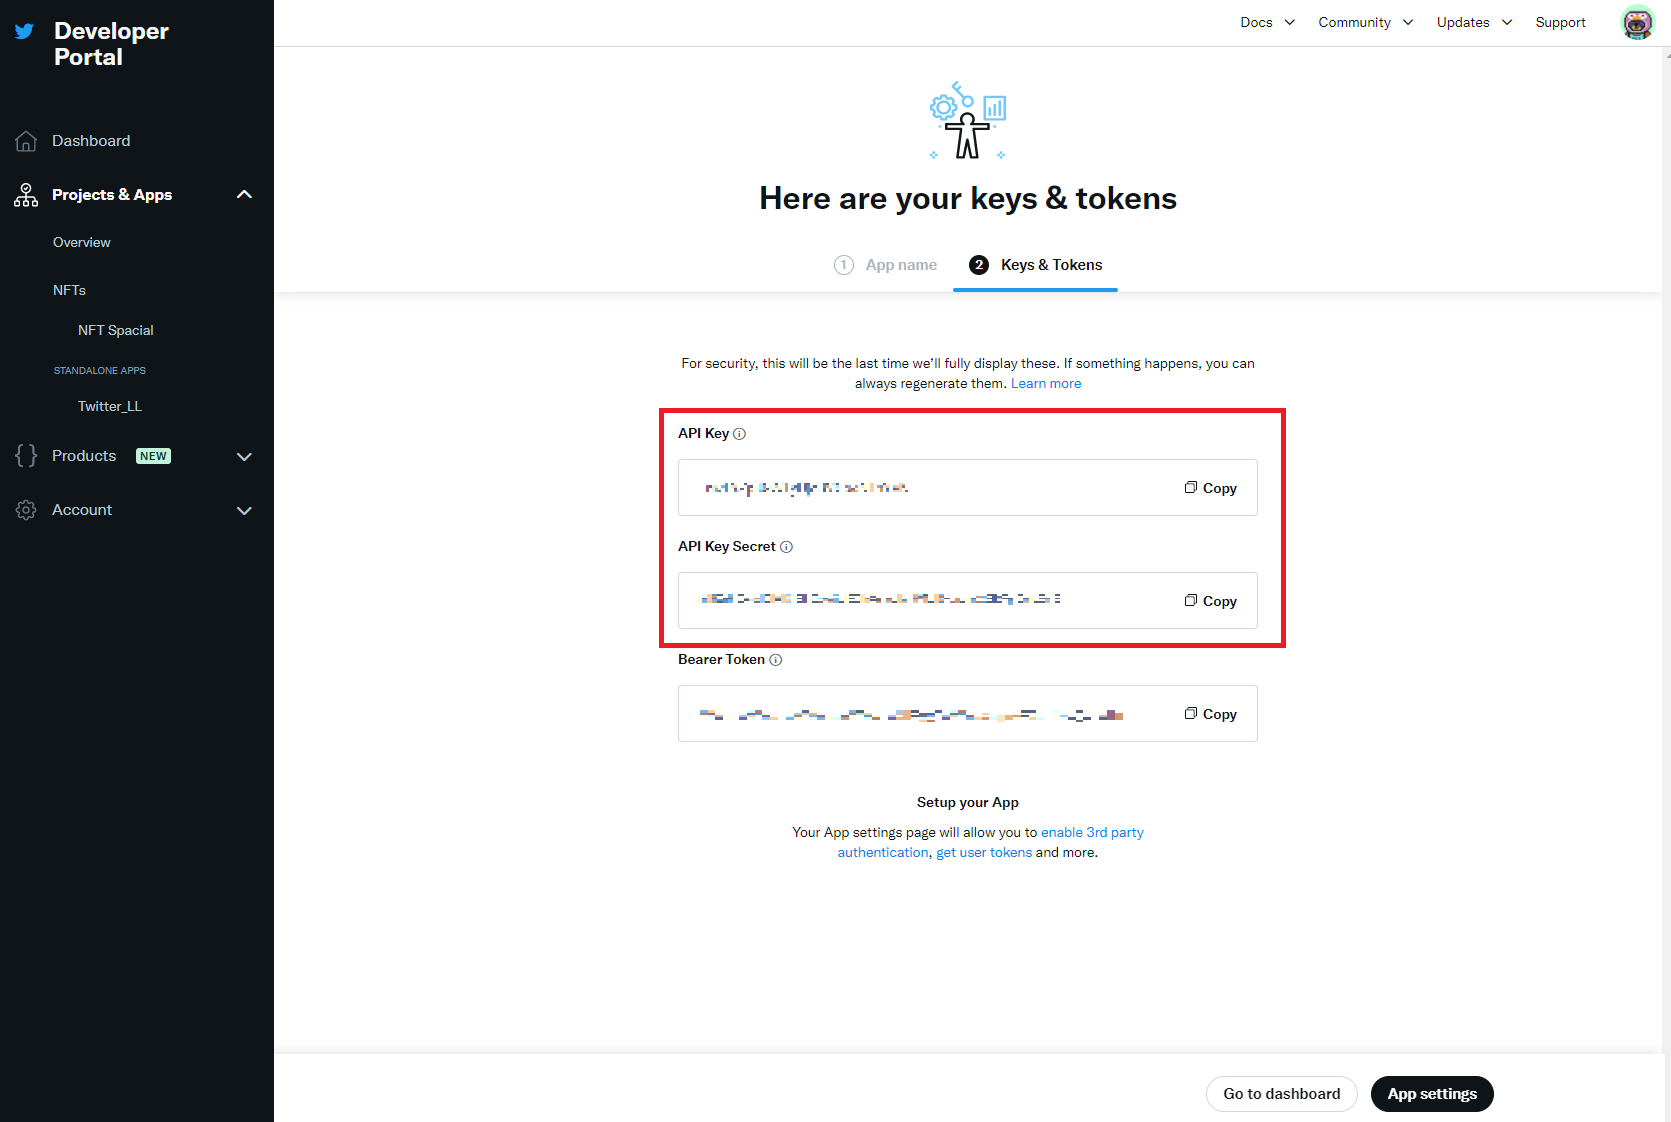 Developer
Portal
Docs
Community
Updates
Support
Dashboard
Projects & Apps
Overview
NFTs
NFT Spacial
STANDALONE APPS
Twitter_LL
Products NEW
Account
Here are your keys & tokens
1 App name
2 Keys & Tokens
For security, this will be the last time we'll fully display these. If something happens, you can
always regenerate them. Learn more
API Key
Copy
API Key Secret
Copy
Bearer Token
Copy
Setup your App
Your App settings page will allow you to enable 3rd party
authentication, get user tokens and more.
Go to dashboard
App settings